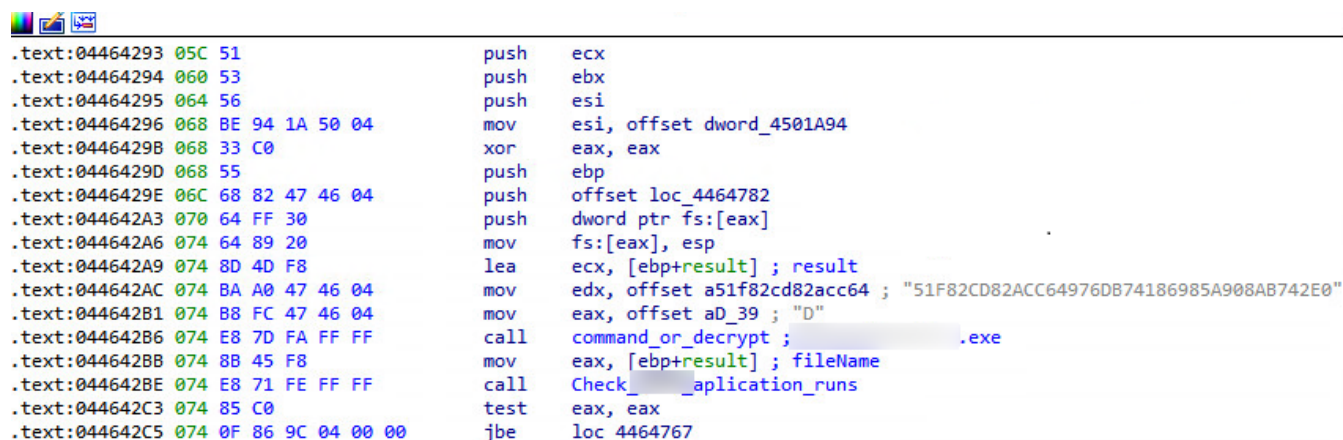 .text:04464293 05C 51 push ecx
.text:04464294 060 53 push ebx
.text:04464295 064 56 push esi
.text:04464296 068 BE 94 1A 50 04 mov esi, offset dword_4501A94
.text:0446429B 068 33 C0 xor eax, eax
.text:0446429D 068 55 push ebp
.text:0446429E 06C 68 82 47 46 04 push offset loc_4464782
.text:044642A3 070 64 FF 30 push dword ptr fs:[eax]
.text:044642A6 074 64 89 20 mov fs:[eax], esp
.text:044642A9 074 8D 4D F8 lea ecx, [ebp+result] ; result
.text:044642AC 074 BA A0 47 46 04 mov edx, offset a51f82cd82acc64 ; "51F82CD82ACC64976DB74186985A908AB742E0"
.text:044642B1 074 B8 FC 47 46 04 mov eax, offset aD_39 ; "D"
.text:044642B6 074 E8 7D FA FF FF call command_or_decrypt ; .exe
.text:044642BB 074 8B 45 F8 mov eax, [ebp+result] ; fileName
.text:044642BE 074 E8 71 FE FF FF call Check_ _aplication_runs
.text:044642C3 074 85 C0 test eax, eax
.text:044642C5 074 0F 86 9C 04 00 00 jbe loc_4464767